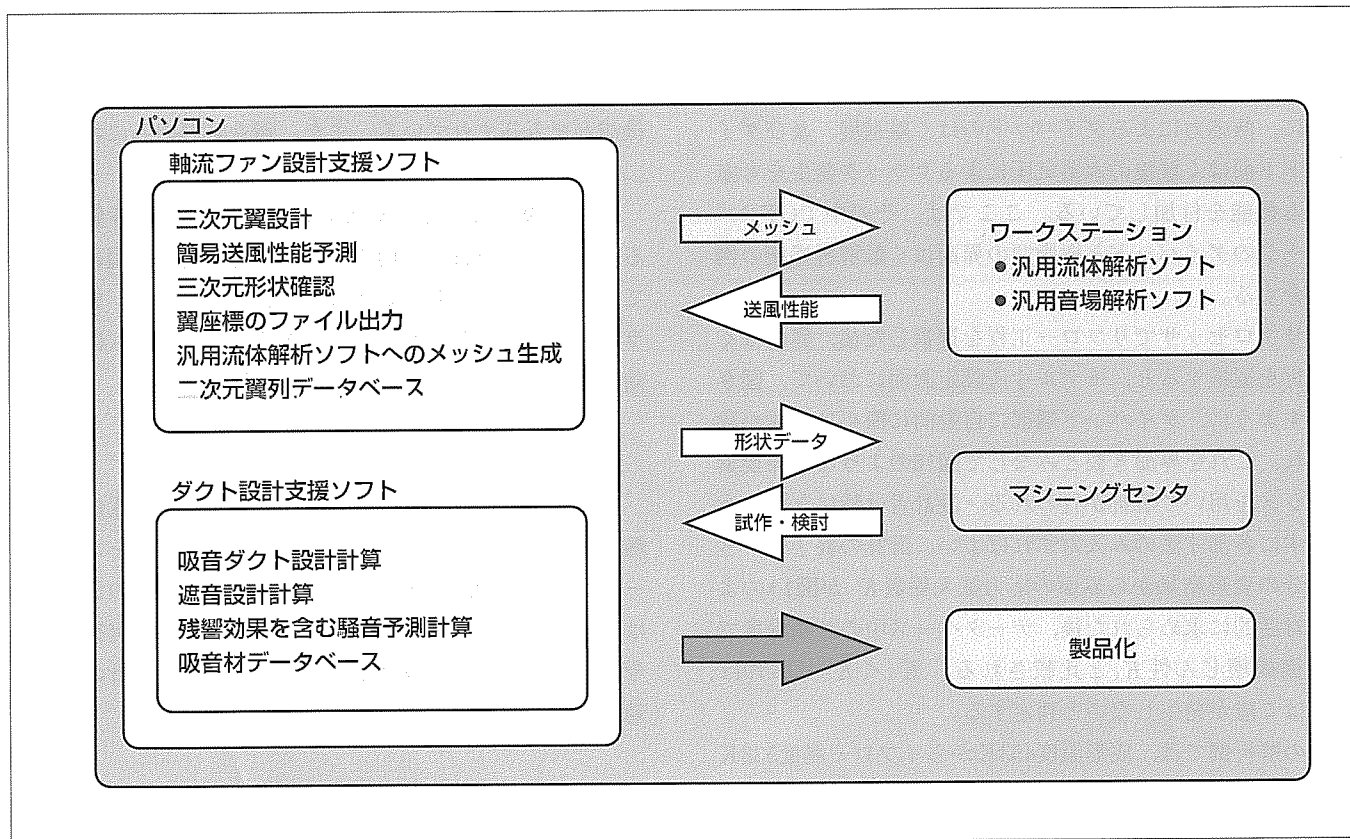 パソコン
軸流ファン設計支援ソフト
三次元翼設計
簡易送風性能予測
三次元形状確認
翼座標のファイル出力
汎用流体解析ソフトへのメッシュ生成
二次元翼列データベース
ダクト設計支援ソフト
吸音ダクト設計計算
遮音設計計算
残響効果を含む騒音予測計算
吸音材データベース
メッシュ
送風性能
形状データ
試作・検討
ワークステーション
●汎用流体解析ソフト
●汎用音場解析ソフト
マシニングセンタ
製品化